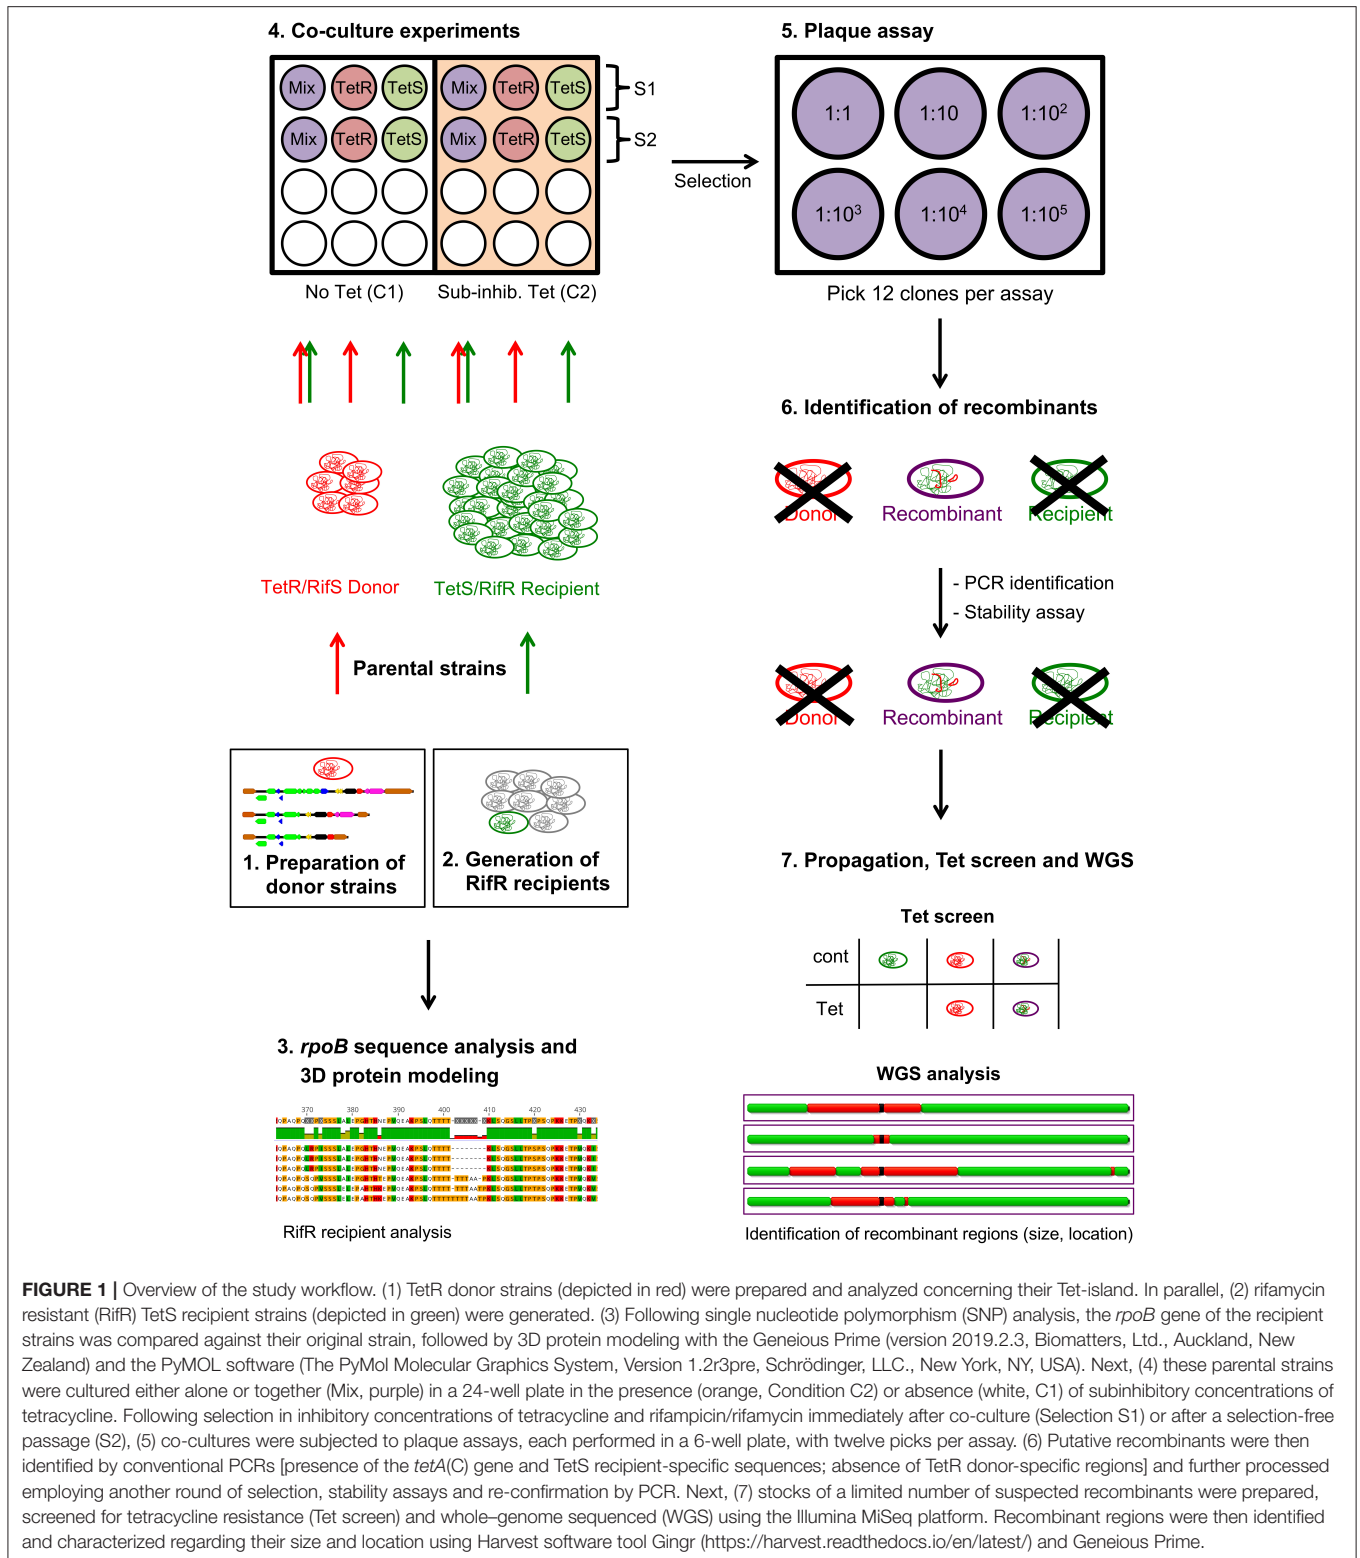 4. Co-culture experiments
Mix TetR TetS Mix TetR TetS S1
Mix TetR TetS Mix TetR TetS S2
No Tet (C1) Sub-inhib. Tet (C2)
Selection
5. Plaque assay
1:1 1:10 1:10²
1:10³ 1:10⁴ 1:10⁵
Pick 12 clones per assay
6. Identification of recombinants
Donor Recombinant Recipient
- PCR identification
- Stability assay
Donor Recombinant Recipient
TetR/RifS Donor TetS/RifR Recipient
Parental strains
1. Preparation of
donor strains
2. Generation of
RifR recipients
3. rpoB sequence analysis and
3D protein modeling
370 380 390 400 410 420 430
RifR recipient analysis
7. Propagation, Tet screen and WGS
Tet screen
cont
Tet
WGS analysis
Identification of recombinant regions (size, location)
FIGURE 1 | Overview of the study workflow. (1) TetR donor strains (depicted in red) were prepared and analyzed concerning their Tet-island. In parallel, (2) rifamycin
resistant (RifR) TetS recipient strains (depicted in green) were generated. (3) Following single nucleotide polymorphism (SNP) analysis, the rpoB gene of the recipient
strains was compared against their original strain, followed by 3D protein modeling with the Geneious Prime (version 2019.2.3, Biomatters, Ltd., Auckland, New
Zealand) and the PyMOL software (The PyMol Molecular Graphics System, Version 1.2r3pre, Schrödinger, LLC., New York, NY, USA). Next, (4) these parental strains
were cultured either alone or together (Mix, purple) in a 24-well plate in the presence (orange, Condition C2) or absence (white, C1) of subinhibitory concentrations of
tetracycline. Following selection in inhibitory concentrations of tetracycline and rifampicin/rifamycin immediately after co-culture (Selection S1) or after a selection-free
passage (S2), (5) co-cultures were subjected to plaque assays, each performed in a 6-well plate, with twelve picks per assay. (6) Putative recombinants were then
identified by conventional PCRs [presence of the tetA(C) gene and TetS recipient-specific sequences; absence of TetR donor-specific regions] and further processed
employing another round of selection, stability assays and re-confirmation by PCR. Next, (7) stocks of a limited number of suspected recombinants were prepared,
screened for tetracycline resistance (Tet screen) and whole–genome sequenced (WGS) using the Illumina MiSeq platform. Recombinant regions were then identified
and characterized regarding their size and location using Harvest software tool Gingr (https://harvest.readthedocs.io/en/latest/) and Geneious Prime.